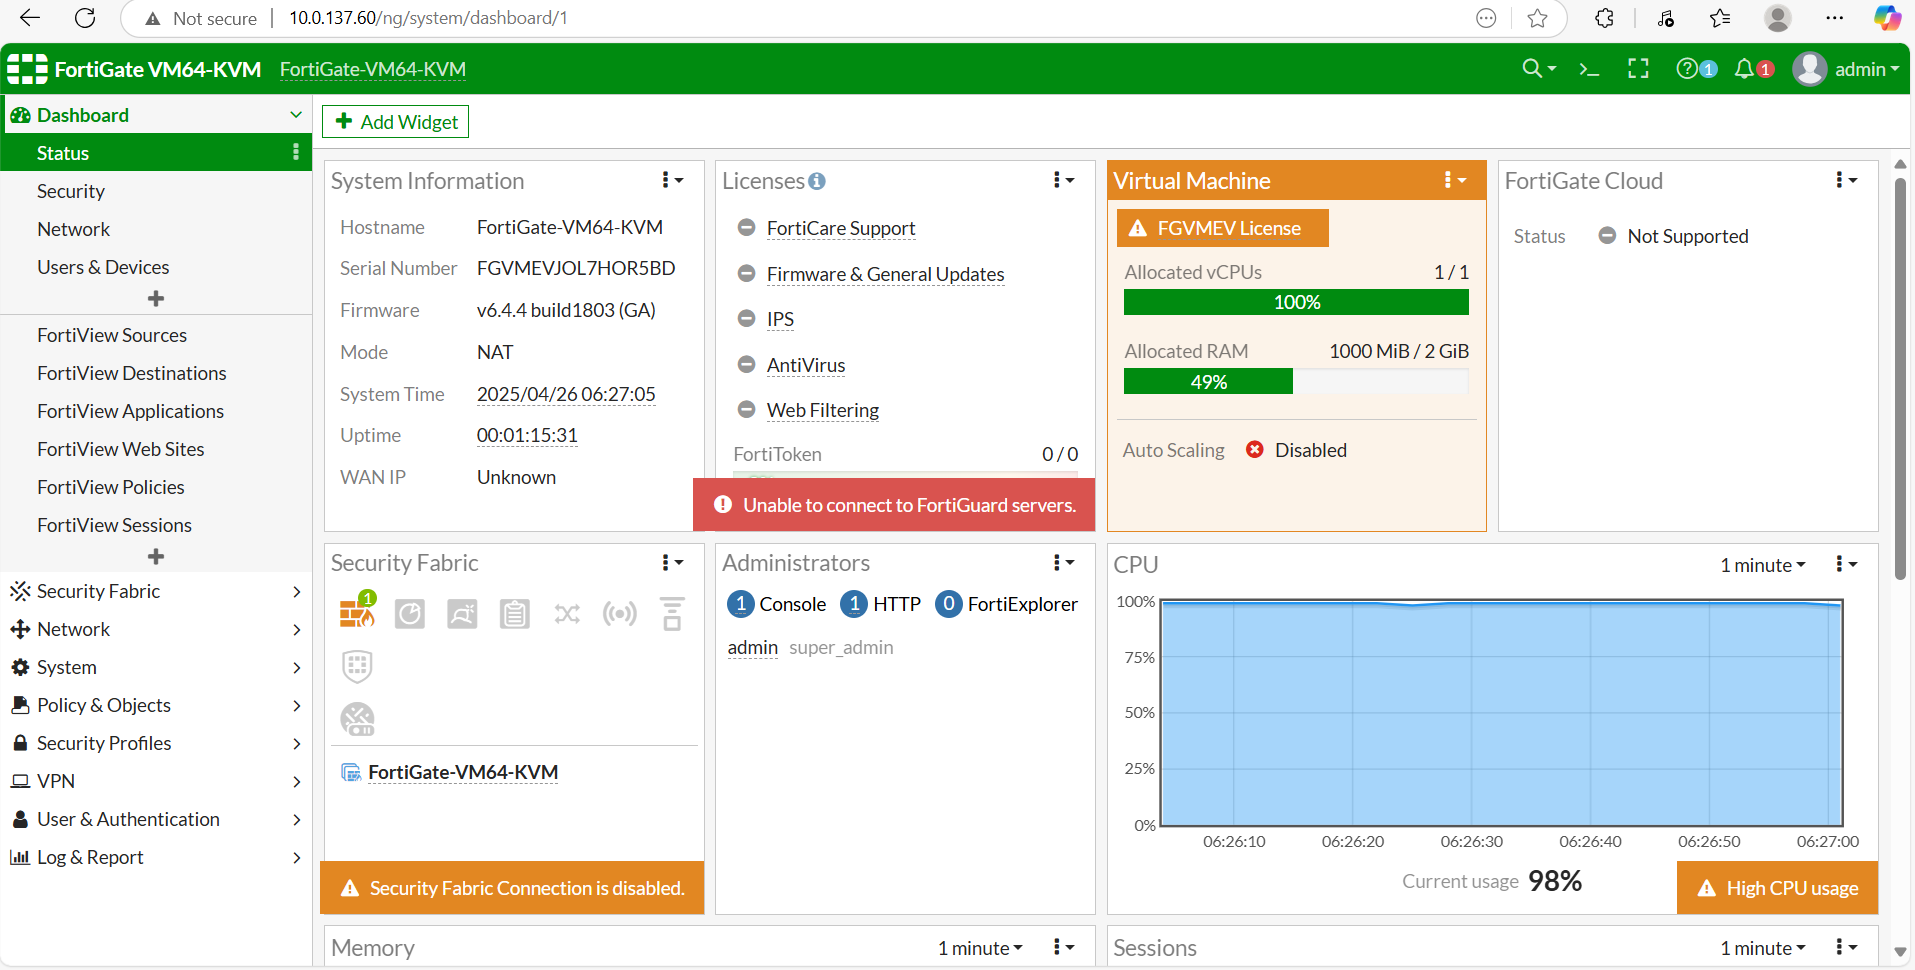 Not secure
10.0.137.60/ng/system/dashboard/1
FortiGate VM64-KVM
FortiGate-VM64-KVM
1
1
admin
Dashboard
Status
Security
Network
Users & Devices
FortiView Sources
FortiView Destinations
FortiView Applications
FortiView Web Sites
FortiView Policies
FortiView Sessions
Security Fabric
Network
System
Policy & Objects
Security Profiles
VPN
User & Authentication
Log & Report
Add Widget
System Information
Hostname FortiGate-VM64-KVM
Serial Number FGVMEVJOL7HOR5BD
Firmware v6.4.4 build1803 (GA)
Mode NAT
System Time 2025/04/26 06:27:05
Uptime 00:01:15:31
WAN IP Unknown
Licenses
FortiCare Support
Firmware & General Updates
IPS
AntiVirus
Web Filtering
FortiToken 0 / 0
Unable to connect to FortiGuard servers.
Virtual Machine
FGVMEV License
Allocated vCPUs 1 / 1
100%
Allocated RAM 1000 MiB / 2 GiB
49%
Auto Scaling Disabled
FortiGate Cloud
Status Not Supported
Security Fabric
1
FortiGate-VM64-KVM
Security Fabric Connection is disabled.
Administrators
1 Console 1 HTTP 0 FortiExplorer
admin super_admin
CPU 1 minute
100%
75%
50%
25%
0%
06:26:10 06:26:20 06:26:30 06:26:40 06:26:50 06:27:00
Current usage 98%
High CPU usage
Memory 1 minute
Sessions 1 minute